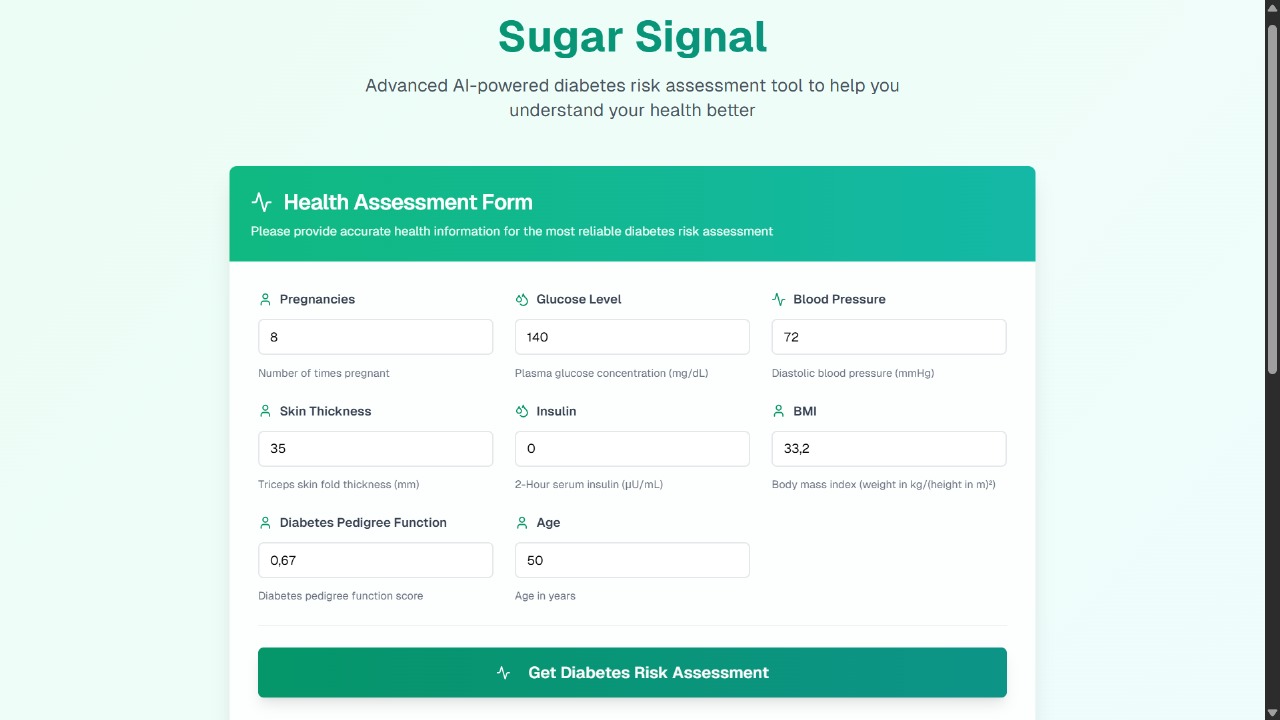 Sugar Signal
Advanced AI-powered diabetes risk assessment tool to help you
understand your health better
Health Assessment Form
Please provide accurate health information for the most reliable diabetes risk assessment
Pregnancies
8
Number of times pregnant
Glucose Level
140
Plasma glucose concentration (mg/dL)
Blood Pressure
72
Diastolic blood pressure (mmHg)
Skin Thickness
35
Triceps skin fold thickness (mm)
Insulin
0
2-Hour serum insulin (μU/mL)
BMI
33,2
Body mass index (weight in kg/(height in m)²)
Diabetes Pedigree Function
0,67
Diabetes pedigree function score
Age
50
Age in years
Get Diabetes Risk Assessment